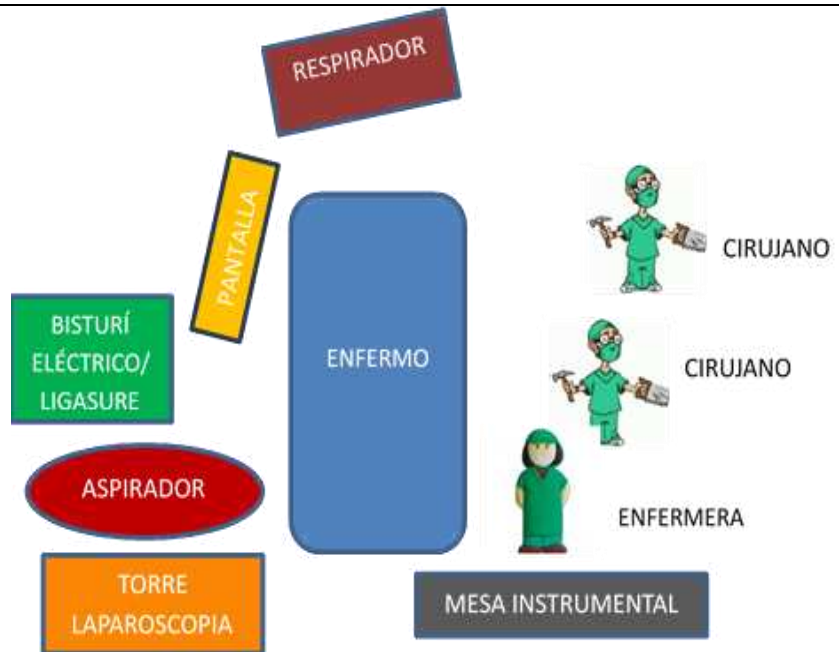 RESPIRADOR
PANTALLA
CIRUJANO
BISTURÍ
ELÉCTRICO/
LIGASURE
ENFERMO
CIRUJANO
ASPIRADOR
ENFERMERA
TORRE
LAPAROSCOPIA
MESA INSTRUMENTAL